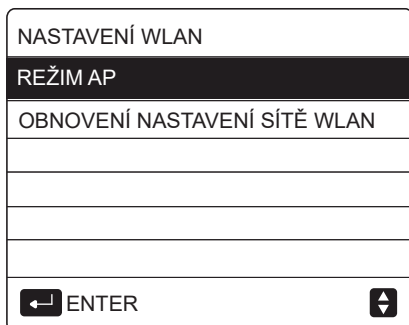 NASTAVENÍ WLAN
REŽIM AP
OBNOVENÍ NASTAVENÍ SÍTĚ WLAN
ENTER